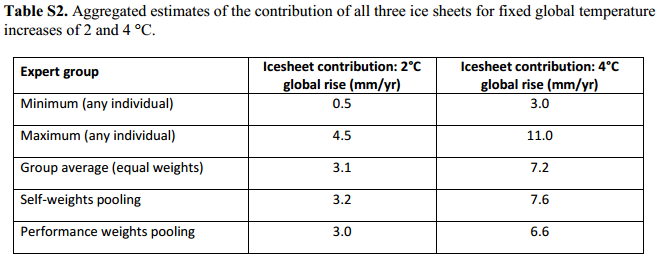 Table S2. Aggregated estimates of the contribution of all three ice sheets for fixed global temperature
increases of 2 and 4 °C.
Expert group
Icesheet contribution: 2°C
global rise (mm/yr)
Icesheet contribution: 4°C
global rise (mm/yr)
Minimum (any individual) 0.5 3.0
Maximum (any individual) 4.5 11.0
Group average (equal weights) 3.1 7.2
Self-weights pooling 3.2 7.6
Performance weights pooling 3.0 6.6